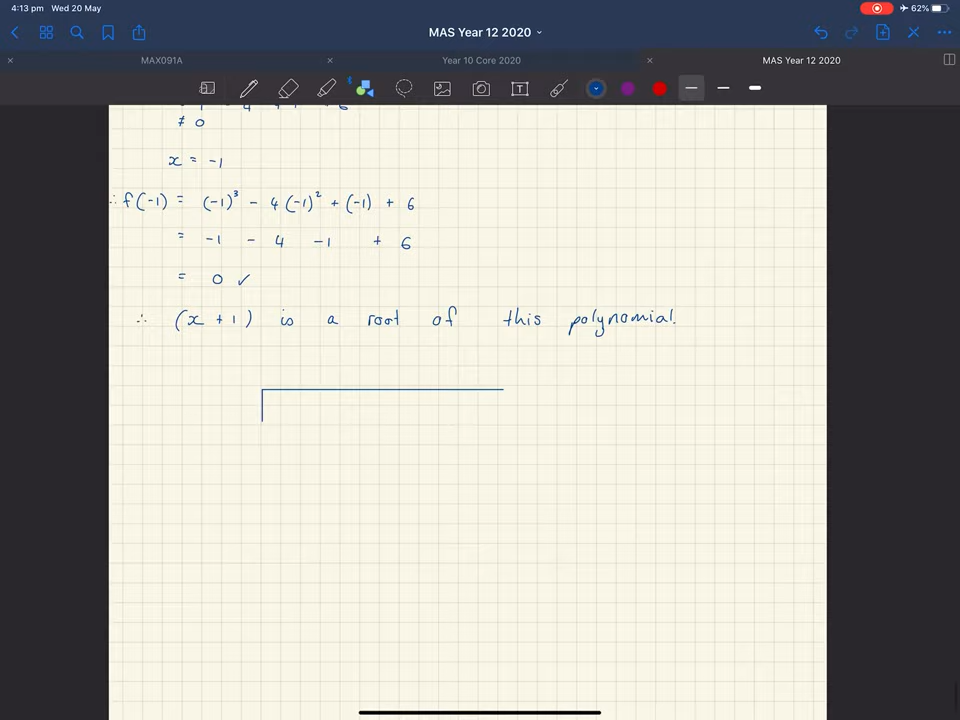 4:13 pm Wed 20 May
62%
MAS Year 12 2020
MAX091A
Year 10 Core 2020
MAS Year 12 2020
T
≠ 0
x = -1
∴ f(-1) = (-1)³ - 4(-1)² + (-1) + 6
= -1 - 4 -1 + 6
= 0 ✓
∴ (x + 1) is a root of this polynomial.